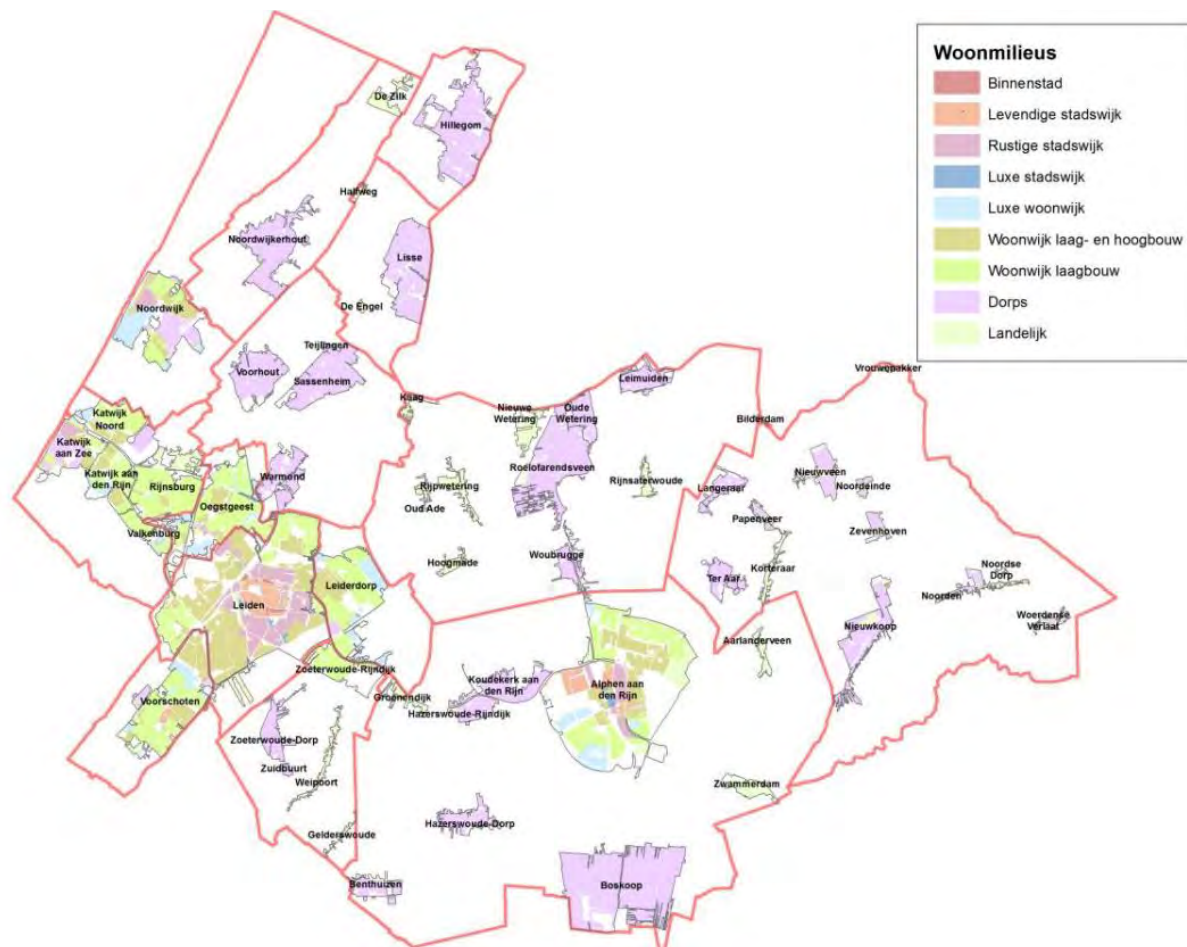 Woonmilieus
Binnenstad
Levendige stadswijk
Rustige stadswijk
Luxe stadswijk
Luxe woonwijk
Woonwijk laag- en hoogbouw
Woonwijk laagbouw
Dorps
Landelijk
De Zilk
Hillegom
Halfweg
Noordwijkerhout
Lisse
De Engel
Noordwijk
Teijlingen
Voorhout
Sassenheim
Leimuiden
Vrouwenakker
Kaag
Nieuwe
Wetering
Oude
Wetering
Bilderdam
Katwijk
Noord
Katwijk
aan Zee
Katwijk aan
den Rijn
Rijnsburg
Warmond
Roelofarendsveen
Oegstgeest
Rijpwetering
Oud Ade
Rijnsaterwoude
Langeraar
Nieuwveen
Noordeinde
Papenveer
Zevenhoven
Valkenburg
Hoogmade
Woubrugge
Leiderdorp
Leiden
Ter Aar
Korteraar
Noordse
Dorp
Noorden
Woerdense
Verlaat
Nieuwkoop
Aarlanderveen
Zoeterwoude-Rijndijk
Groenendijk
Koudekerk aan
den Rijn
Hazerswoude-Rijndijk
Alphen aan
den Rijn
Voorschoten
Zoeterwoude-Dorp
Zuidbuurt
Weipoort
Zwammerdam
Gelderswoude
Hazerswoude-Dorp
Benthuizen
Boskoop